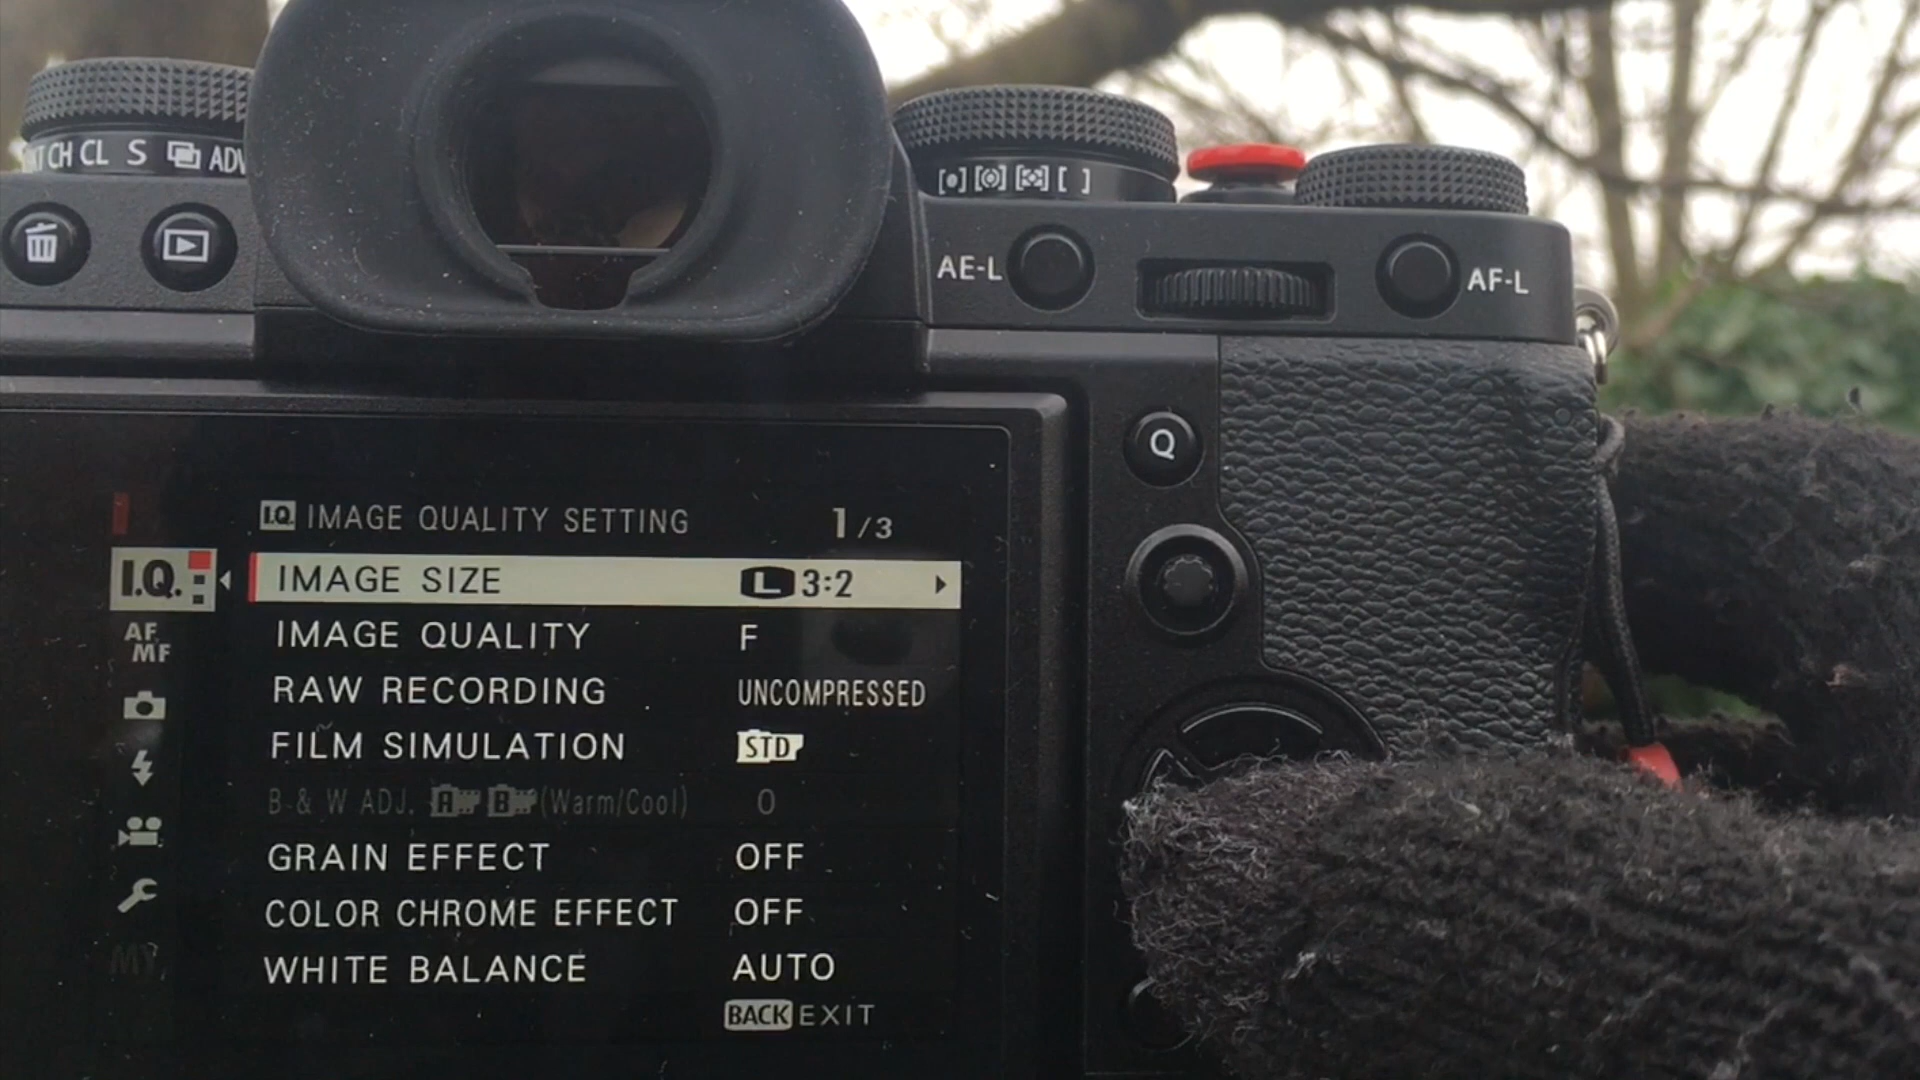 CH CL S ADV
AE-L
AF-L
Q
I.Q. IMAGE QUALITY SETTING 1/3
I.Q.
IMAGE SIZE L 3:2
AF
MF
IMAGE QUALITY F
RAW RECORDING UNCOMPRESSED
FILM SIMULATION STD
B & W ADJ. A B (Warm/Cool) 0
GRAIN EFFECT OFF
COLOR CHROME EFFECT OFF
WHITE BALANCE AUTO
MY
BACK EXIT